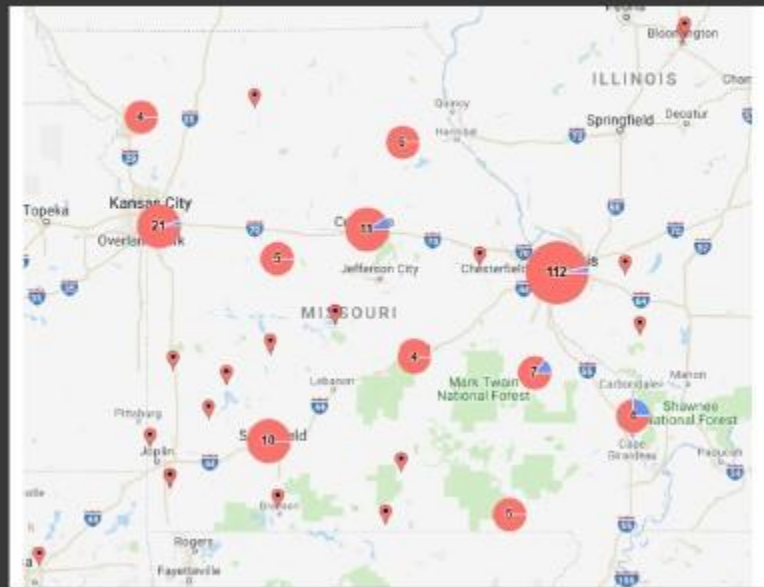 Peoria
Bloomington
ILLINOIS
Quincy
Hannibal
Springfield
Decatur
Cham
4
5
Kansas City
Topeka
21
Overland Park
11
5
Jefferson City
Chesterfield
112
is
MISSOURI
4
Lebanon
7
Mark Twain
National Forest
Carbondale
Marion
Shawnee
National Forest
Cape
Girardeau
Paducah
Pittsburg
Joplin
10
Branson
Rogers
Fayetteville